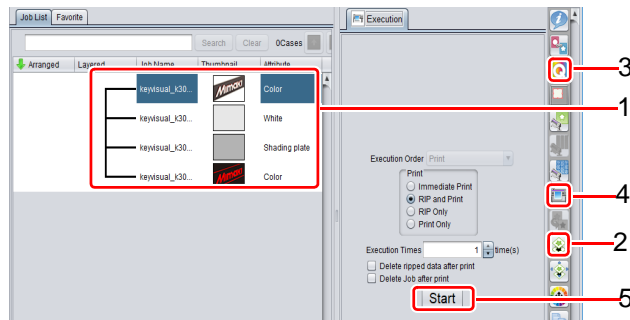 Job List Favorite
Search Clear 0Cases
Arranged Layered Job Name Thumbnail Attribute
keyvisual_k30... Mimaki Color
keyvisual_k30... White
keyvisual_k30... Shading plate
keyvisual_k30... Mimaki Color
Execution
Execution Order Print
Print
Immediate Print
RIP and Print
RIP Only
Print Only
Execution Times 1 time(s)
Delete ripped data after print
Delete Job after print
Start
3
1
4
2
5